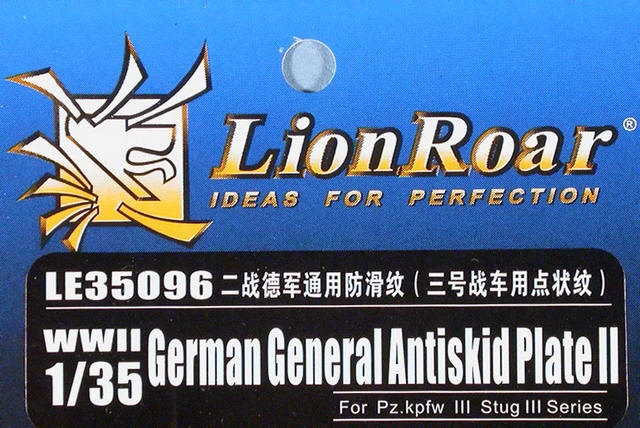 LionRoar®
IDEAS FOR PERFECTION
LE35096 二战德军通用防滑纹（三号战车用点状纹）
WWII
1/35 German General Antiskid Plate II
For Pz.kpfw III Stug III Series